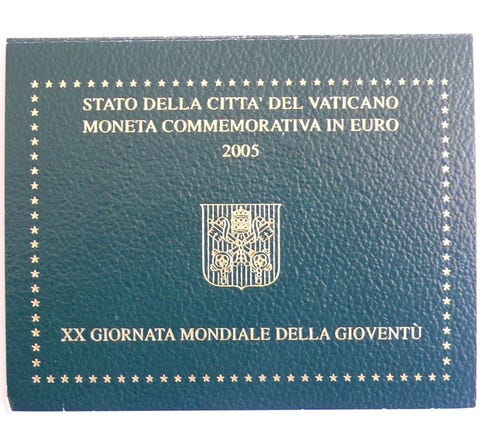 STATO DELLA CITTA' DEL VATICANO
MONETA COMMEMORATIVA IN EURO
2005
XX GIORNATA MONDIALE DELLA GIOVENTÙ